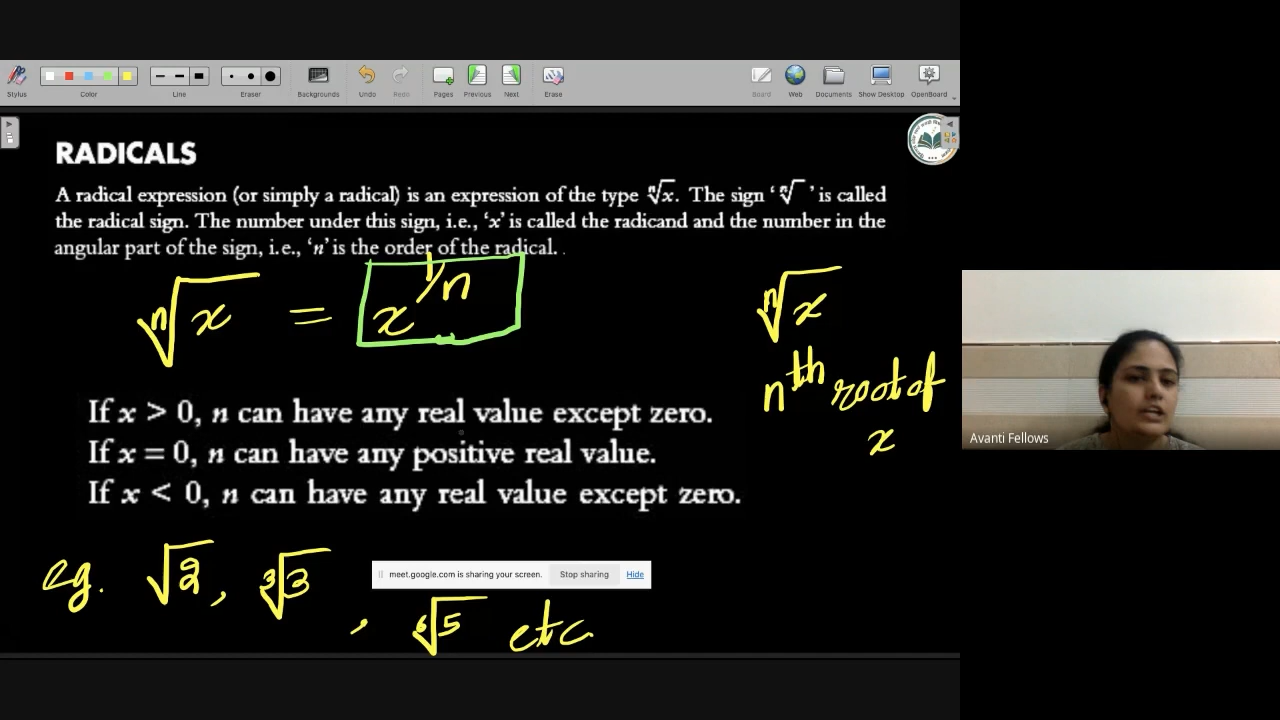 Stylus Color Line Eraser Backgrounds Undo Redo Pages Previous Next Erase Board Web Documents Show Desktop OpenBoard
RADICALS
A radical expression (or simply a radical) is an expression of the type ⁿ√x. The sign ‘ⁿ√ ’ is called
the radical sign. The number under this sign, i.e., ‘x’ is called the radicand and the number in the
angular part of the sign, i.e., ‘n’ is the order of the radical.
ⁿ√x = x^1/n
ⁿ√x
nth root of
x
If x > 0, n can have any real value except zero.
If x = 0, n can have any positive real value.
If x < 0, n can have any real value except zero.
eg. √2, ³√3, ⁶√5 etc
meet.google.com is sharing your screen. Stop sharing Hide
Avanti Fellows